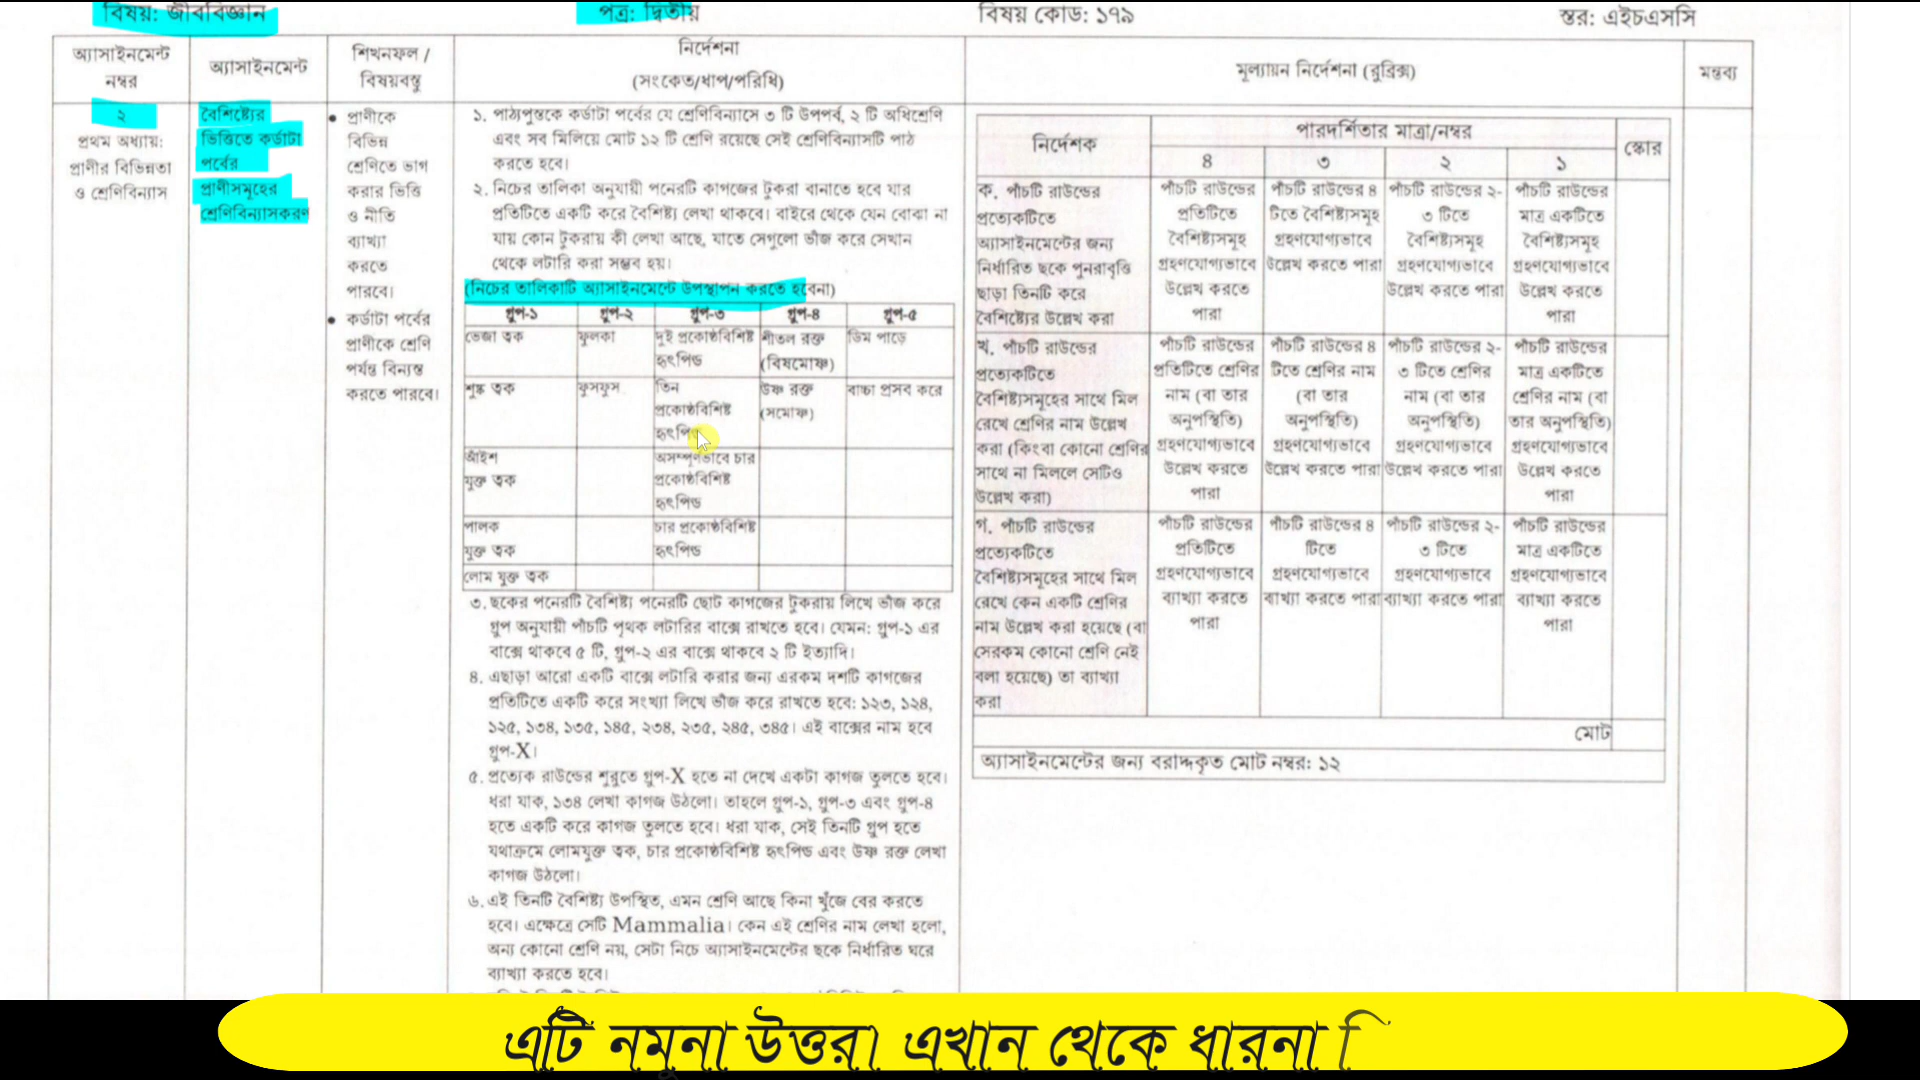 বিষয়: জীববিজ্ঞান
পত্র: দ্বিতীয়
বিষয় কোড: ১৭৯
স্তর: এইচএসসি
অ্যাসাইনমেন্ট
নম্বর
অ্যাসাইনমেন্ট
শিখনফল /
বিষয়বস্তু
নির্দেশনা
(সংকেত/ধাপ/পরিধি)
মূল্যায়ন নির্দেশনা (রুব্রিক্স)
মন্তব্য
২
প্রথম অধ্যায়:
প্রাণীর বিভিন্নতা
ও শ্রেণিবিন্যাস
বৈশিষ্ট্যের
ভিত্তিতে কর্ডাটা
পর্বের
প্রাণীসমূহের
শ্রেণিবিন্যাসকরণ
● প্রাণীকে
বিভিন্ন
শ্রেণিতে ভাগ
করার ভিত্তি
ও নীতি
ব্যাখ্যা
করতে
পারবে।
● কর্ডাটা পর্বের
প্রাণীকে শ্রেণি
পর্যন্ত বিন্যস্ত
করতে পারবে।
১. পাঠ্যপুস্তকে কর্ডাটা পর্বের যে শ্রেণিবিন্যাসে ৩ টি উপপর্ব, ২ টি অধিশ্রেণি
এবং সব মিলিয়ে মোট ১২ টি শ্রেণি রয়েছে সেই শ্রেণিবিন্যাসটি পাঠ
করতে হবে।
২. নিচের তালিকা অনুযায়ী পনেরটি কাগজের টুকরা বানাতে হবে যার
প্রতিটিতে একটি করে বৈশিষ্ট্য লেখা থাকবে। বাইরে থেকে যেন বোঝা না
যায় কোন টুকরায় কী লেখা আছে, যাতে সেগুলো ভাঁজ করে সেখান
থেকে লটারি করা সম্ভব হয়।
(নিচের তালিকাটি অ্যাসাইনমেন্টে উপস্থাপন করতে হবেনা)
গ্রুপ-১ গ্রুপ-২ গ্রুপ-৩ গ্রুপ-৪ গ্রুপ-৫
ভেজা ত্বক ফুলকা দুই প্রকোষ্ঠবিশিষ্ট শীতল রক্ত ডিম পাড়ে
হৃৎপিন্ড (বিষমোষ্ণ)
শুষ্ক ত্বক ফুসফুস তিন উষ্ণ রক্ত বাচ্চা প্রসব করে
প্রকোষ্ঠবিশিষ্ট (সমোষ্ণ)
হৃৎপিন্ড
আঁইশ অসম্পূর্ণভাবে চার
যুক্ত ত্বক প্রকোষ্ঠবিশিষ্ট
হৃৎপিন্ড
পালক চার প্রকোষ্ঠবিশিষ্ট
যুক্ত ত্বক হৃৎপিন্ড
লোম যুক্ত ত্বক
৩. ছকের পনেরটি বৈশিষ্ট্য পনেরটি ছোট কাগজের টুকরায় লিখে ভাঁজ করে
গ্রুপ অনুযায়ী পাঁচটি পৃথক লটারির বাক্সে রাখতে হবে। যেমন: গ্রুপ-১ এর
বাক্সে থাকবে ৫ টি, গ্রুপ-২ এর বাক্সে থাকবে ২ টি ইত্যাদি।
৪. এছাড়া আরো একটি বাক্সে লটারি করার জন্য এরকম দশটি কাগজের
প্রতিটিতে একটি করে সংখ্যা লিখে ভাঁজ করে রাখতে হবে: ১২৩, ১২৪,
১২৫, ১৩৪, ১৩৫, ১৪৫, ২৩৪, ২৩৫, ২৪৫, ৩৪৫। এই বাক্সের নাম হবে
গ্রুপ-X।
৫. প্রত্যেক রাউন্ডের শুরুতে গ্রুপ-X হতে না দেখে একটা কাগজ তুলতে হবে।
ধরা যাক, ১৩৪ লেখা কাগজ উঠলো। তাহলে গ্রুপ-১, গ্রুপ-৩ এবং গ্রুপ-৪
হতে একটি করে কাগজ তুলতে হবে। ধরা যাক, সেই তিনটি গ্রুপ হতে
যথাক্রমে লোমযুক্ত ত্বক, চার প্রকোষ্ঠবিশিষ্ট হৃৎপিন্ড এবং উষ্ণ রক্ত লেখা
কাগজ উঠলো।
৬. এই তিনটি বৈশিষ্ট্য উপস্থিত, এমন শ্রেণি আছে কিনা খুঁজে বের করতে
হবে। এক্ষেত্রে সেটি Mammalia। কেন এই শ্রেণির নাম লেখা হলো,
অন্য কোনো শ্রেণি নয়, সেটা নিচে অ্যাসাইনমেন্টের ছকে নির্ধারিত ঘরে
ব্যাখ্যা করতে হবে।
নির্দেশক
পারদর্শিতার মাত্রা/নম্বর
স্কোর
৪ ৩ ২ ১
ক. পাঁচটি রাউন্ডের
প্রত্যেকটিতে
অ্যাসাইনমেন্টের জন্য
নির্ধারিত ছকে পুনরাবৃত্তি
ছাড়া তিনটি করে
বৈশিষ্ট্যের উল্লেখ করা
পাঁচটি রাউন্ডের
প্রতিটিতে
বৈশিষ্ট্যসমূহ
গ্রহণযোগ্যভাবে
উল্লেখ করতে
পারা
পাঁচটি রাউন্ডের ৪
টিতে বৈশিষ্ট্যসমূহ
গ্রহণযোগ্যভাবে
উল্লেখ করতে পারা
পাঁচটি রাউন্ডের ২-
৩ টিতে
বৈশিষ্ট্যসমূহ
গ্রহণযোগ্যভাবে
উল্লেখ করতে পারা
পাঁচটি রাউন্ডের
মাত্র একটিতে
বৈশিষ্ট্যসমূহ
গ্রহণযোগ্যভাবে
উল্লেখ করতে
পারা
খ. পাঁচটি রাউন্ডের
প্রত্যেকটিতে
বৈশিষ্ট্যসমূহের সাথে মিল
রেখে শ্রেণির নাম উল্লেখ
করা (কিংবা কোনো শ্রেণির
সাথে না মিললে সেটিও
উল্লেখ করা)
পাঁচটি রাউন্ডের
প্রতিটিতে শ্রেণির
নাম (বা তার
অনুপস্থিতি)
গ্রহণযোগ্যভাবে
উল্লেখ করতে
পারা
পাঁচটি রাউন্ডের ৪
টিতে শ্রেণির নাম
(বা তার
অনুপস্থিতি)
গ্রহণযোগ্যভাবে
উল্লেখ করতে পারা
পাঁচটি রাউন্ডের ২-
৩ টিতে শ্রেণির
নাম (বা তার
অনুপস্থিতি)
গ্রহণযোগ্যভাবে
উল্লেখ করতে পারা
পাঁচটি রাউন্ডের
মাত্র একটিতে
শ্রেণির নাম (বা
তার অনুপস্থিতি)
গ্রহণযোগ্যভাবে
উল্লেখ করতে
পারা
গ. পাঁচটি রাউন্ডের
প্রত্যেকটিতে
বৈশিষ্ট্যসমূহের সাথে মিল
রেখে কেন একটি শ্রেণির
নাম উল্লেখ করা হয়েছে (বা
সেরকম কোনো শ্রেণি নেই
বলা হয়েছে) তা ব্যাখ্যা
করা
পাঁচটি রাউন্ডের
প্রতিটিতে
গ্রহণযোগ্যভাবে
ব্যাখ্যা করতে
পারা
পাঁচটি রাউন্ডের ৪
টিতে
গ্রহণযোগ্যভাবে
ব্যাখ্যা করতে পারা
পাঁচটি রাউন্ডের ২-
৩ টিতে
গ্রহণযোগ্যভাবে
ব্যাখ্যা করতে পারা
পাঁচটি রাউন্ডের
মাত্র একটিতে
গ্রহণযোগ্যভাবে
ব্যাখ্যা করতে
পারা
মোট
অ্যাসাইনমেন্টের জন্য বরাদ্দকৃত মোট নম্বর: ১২
এটি নমুনা উত্তর। এখান থেকে ধারনা